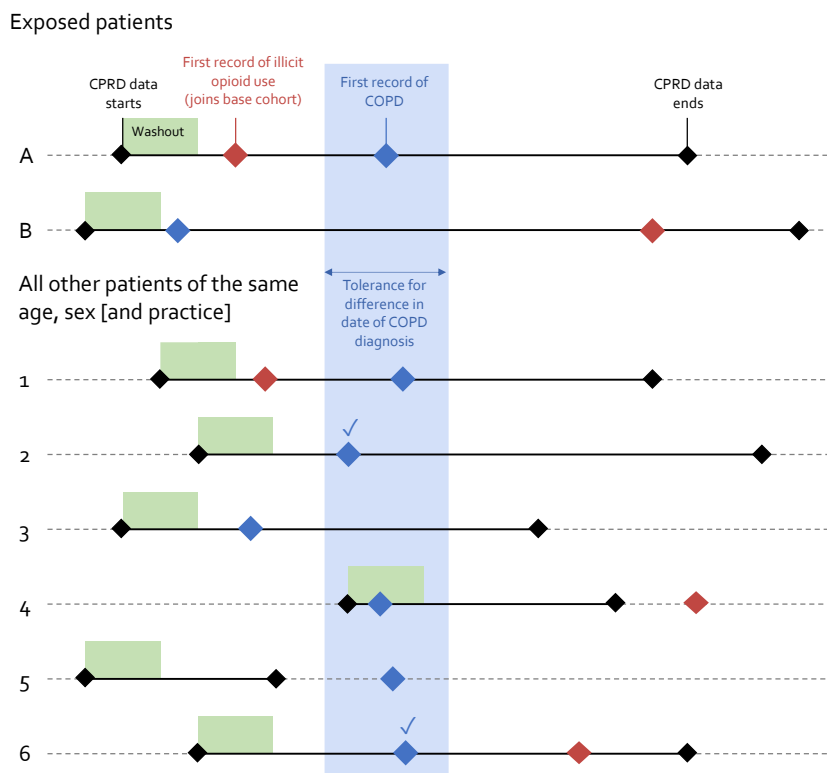 Exposed patients
First record of illicit
opioid use
(joins base cohort)
CPRD data
starts
First record of
COPD
CPRD data
ends
Washout
A
B
All other patients of the same
age, sex [and practice]
Tolerance for
difference in
date of COPD
diagnosis
1
✓
2
3
4
5
✓
6